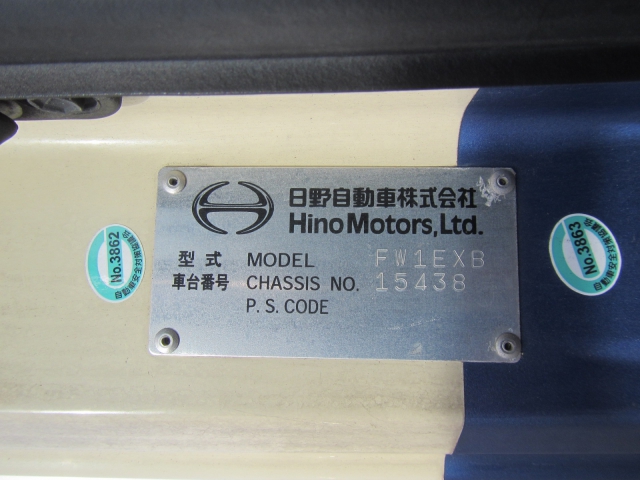 日野自動車株式会社
Hino Motors, Ltd.
型式 MODEL FW1EXB
車台番号 CHASSIS NO. 15438
P.S.CODE
No.3862
No.3863